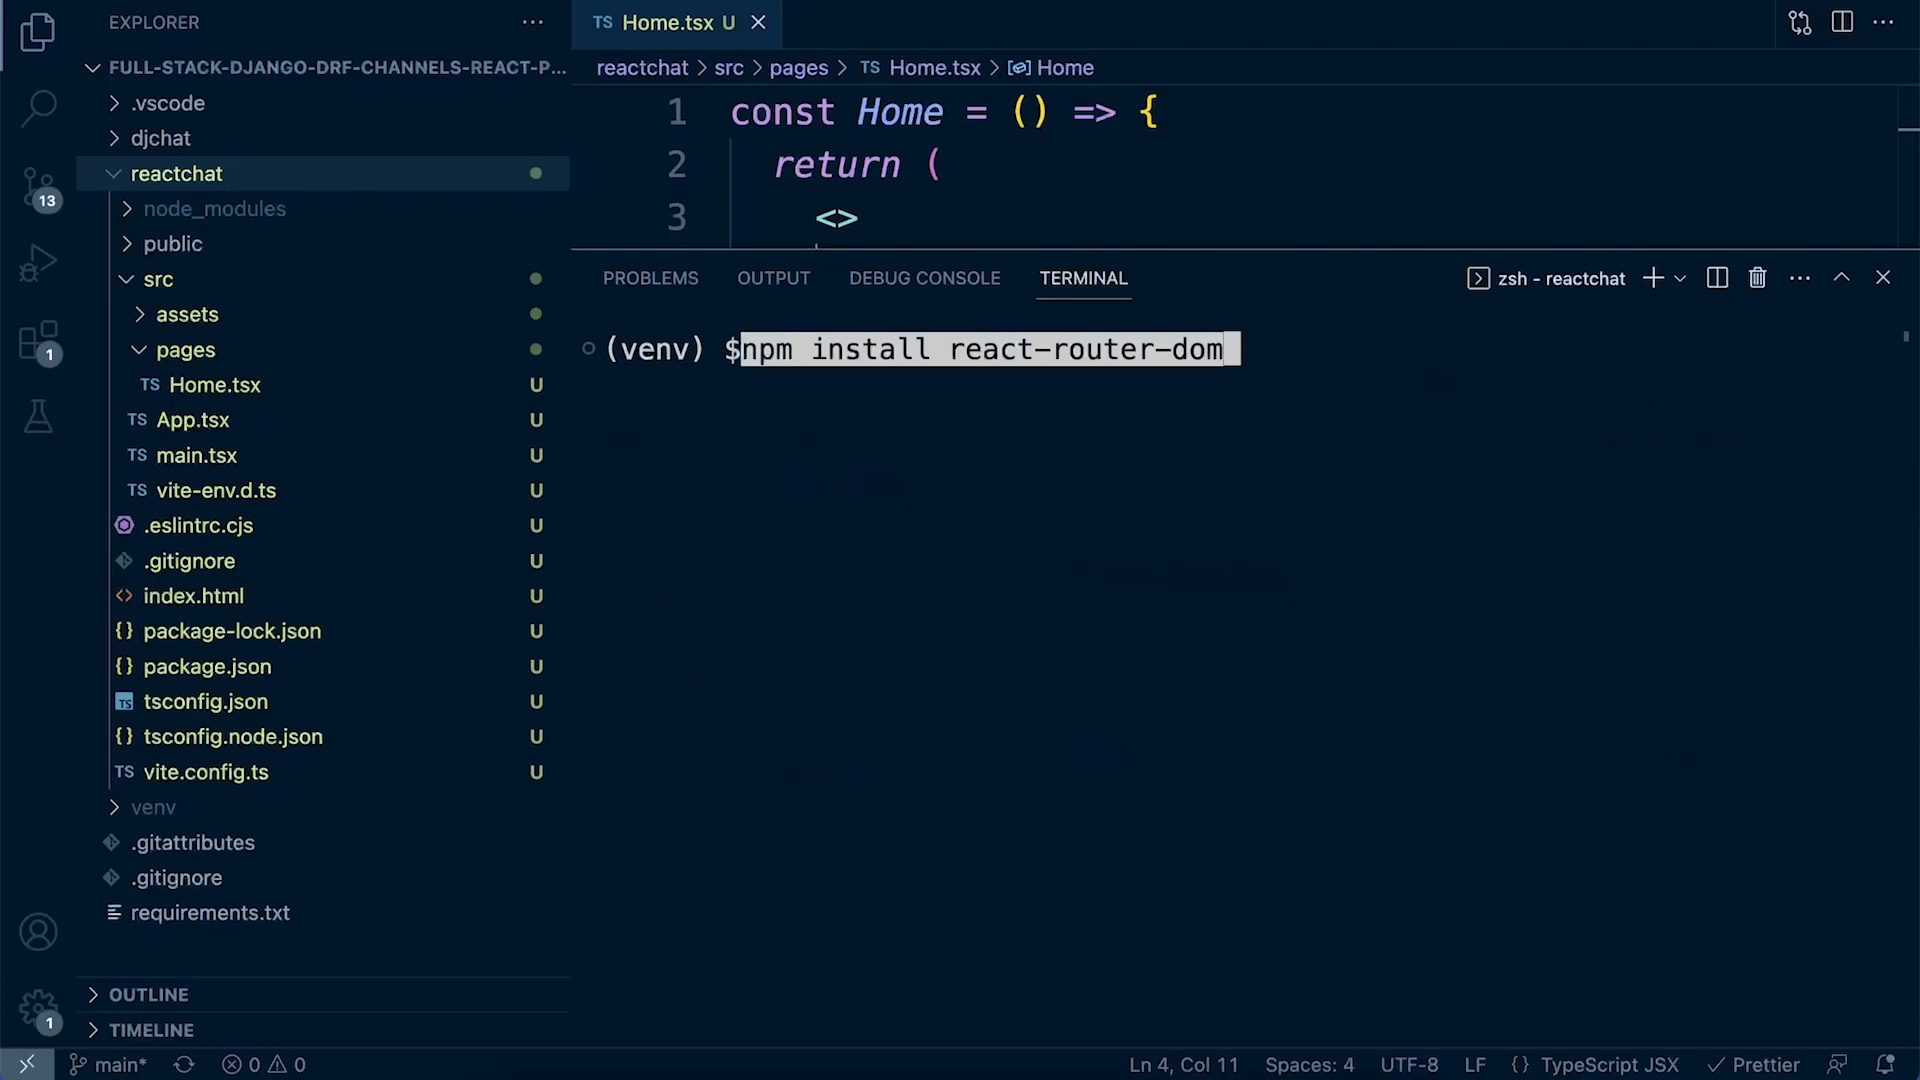 EXPLORER
FULL-STACK-DJANGO-DRF-CHANNELS-REACT-P...
.vscode
djchat
reactchat
node_modules
public
src
assets
pages
TS Home.tsx U
TS App.tsx U
TS main.tsx U
TS vite-env.d.ts U
.eslintrc.cjs U
.gitignore U
<> index.html U
{} package-lock.json U
{} package.json U
TS tsconfig.json U
{} tsconfig.node.json U
TS vite.config.ts U
venv
.gitattributes
.gitignore
requirements.txt
OUTLINE
TIMELINE
13
1
1
TS Home.tsx U
reactchat > src > pages > TS Home.tsx > Home
1 const Home = () => {
2 return (
3 <>
PROBLEMS OUTPUT DEBUG CONSOLE TERMINAL
zsh - reactchat
(venv) $npm install react-router-dom
main* 0 0
Ln 4, Col 11 Spaces: 4 UTF-8 LF {} TypeScript JSX Prettier